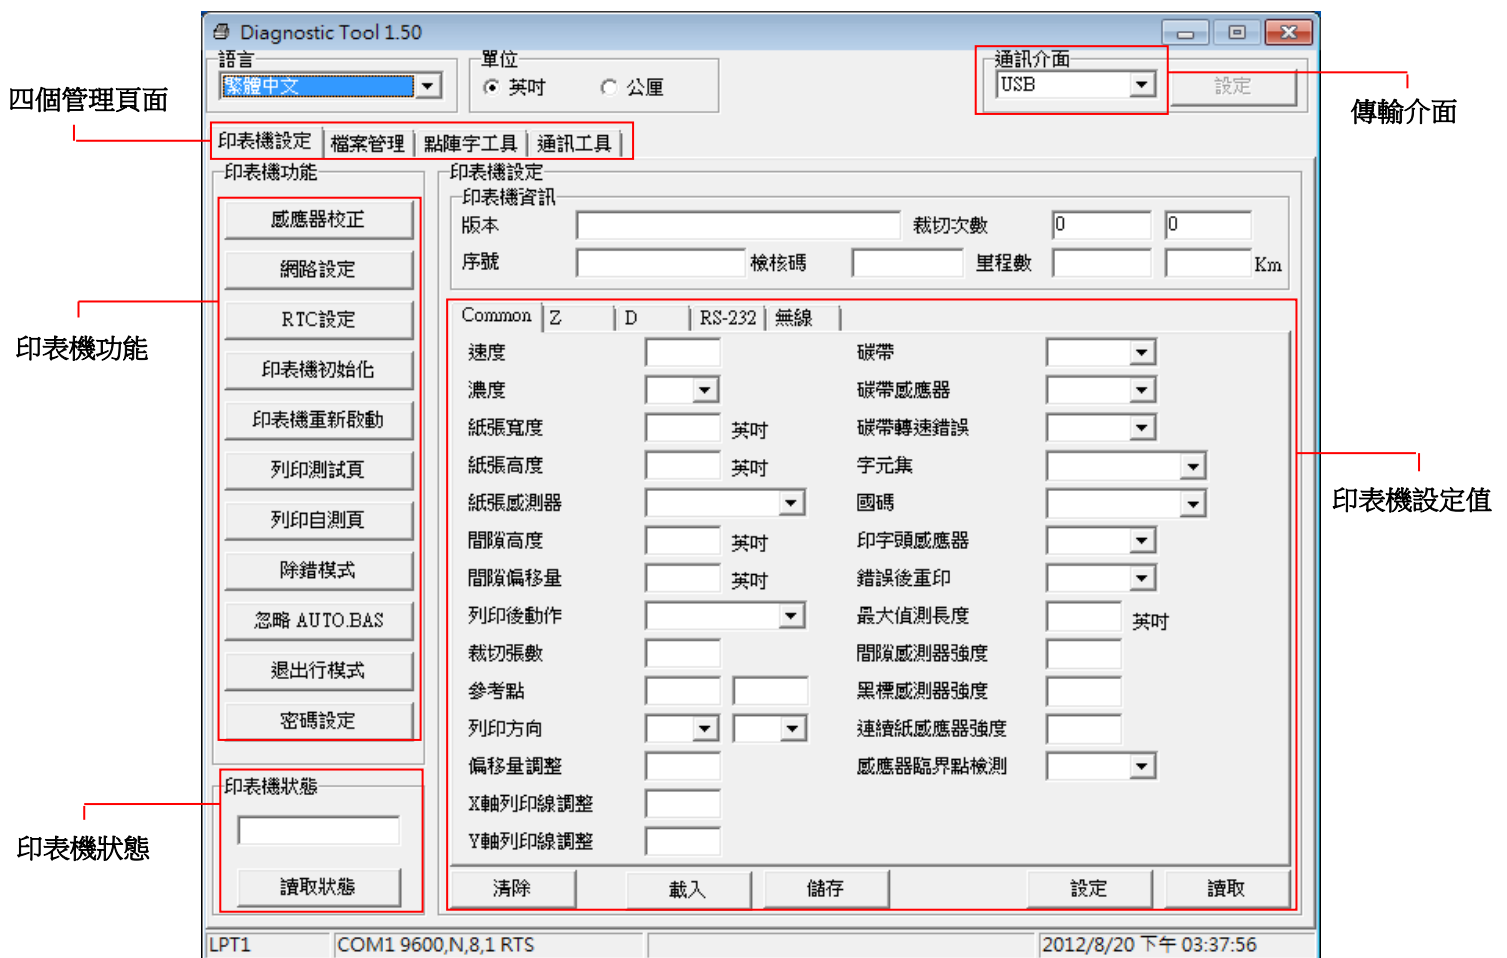 Diagnostic Tool 1.50
語言
單位
通訊介面
繁體中文
英吋
公厘
USB
設定
四個管理頁面
傳輸介面
印表機設定
檔案管理
點陣字工具
通訊工具
印表機功能
感應器校正
網路設定
RTC設定
印表機初始化
印表機重新啟動
列印測試頁
列印自測頁
除錯模式
忽略 AUTO.BAS
退出行模式
密碼設定
印表機功能
印表機狀態
讀取狀態
印表機狀態
印表機設定
印表機資訊
版本
裁切次數 0 0
序號 檢核碼 里程數 Km
Common Z D RS-232 無線
速度 碳帶
濃度 碳帶感應器
紙張寬度 英吋 碳帶轉速錯誤
紙張高度 英吋 字元集
紙張感測器 國碼
間隙高度 英吋 印字頭感應器
間隙偏移量 英吋 錯誤後重印
列印後動作 最大偵測長度 英吋
裁切張數 間隙感測器強度
參考點 黑標感測器強度
列印方向 連續紙感應器強度
偏移量調整 感應器臨界點檢測
X軸列印線調整
Y軸列印線調整
清除 載入 儲存 設定 讀取
印表機設定值
LPT1 COM1 9600,N,8,1 RTS 2012/8/20 下午 03:37:56